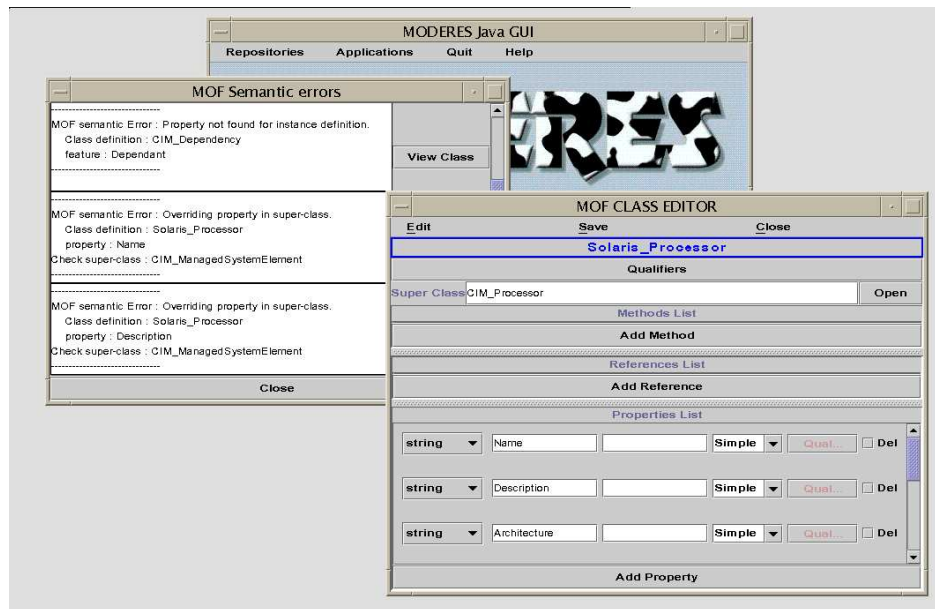 MODERES Java GUI
Repositories Applications Quit Help
ERES
MOF Semantic errors
MOF semantic Error : Property not found for instance definition.
Class definition : CIM_Dependency
feature : Dependant
View Class
MOF semantic Error : Overriding property in super-class.
Class definition : Solaris_Processor
property : Name
Check super-class : CIM_ManagedSystemElement
MOF semantic Error : Overriding property in super-class.
Class definition : Solaris_Processor
property : Description
Check super-class : CIM_ManagedSystemElement
Close
MOF CLASS EDITOR
Edit Save Close
Solaris_Processor
Qualifiers
Super Class CIM_Processor Open
Methods List
Add Method
References List
Add Reference
Properties List
string Name Simple Qual... Del
string Description Simple Qual... Del
string Architecture Simple Qual... Del
Add Property